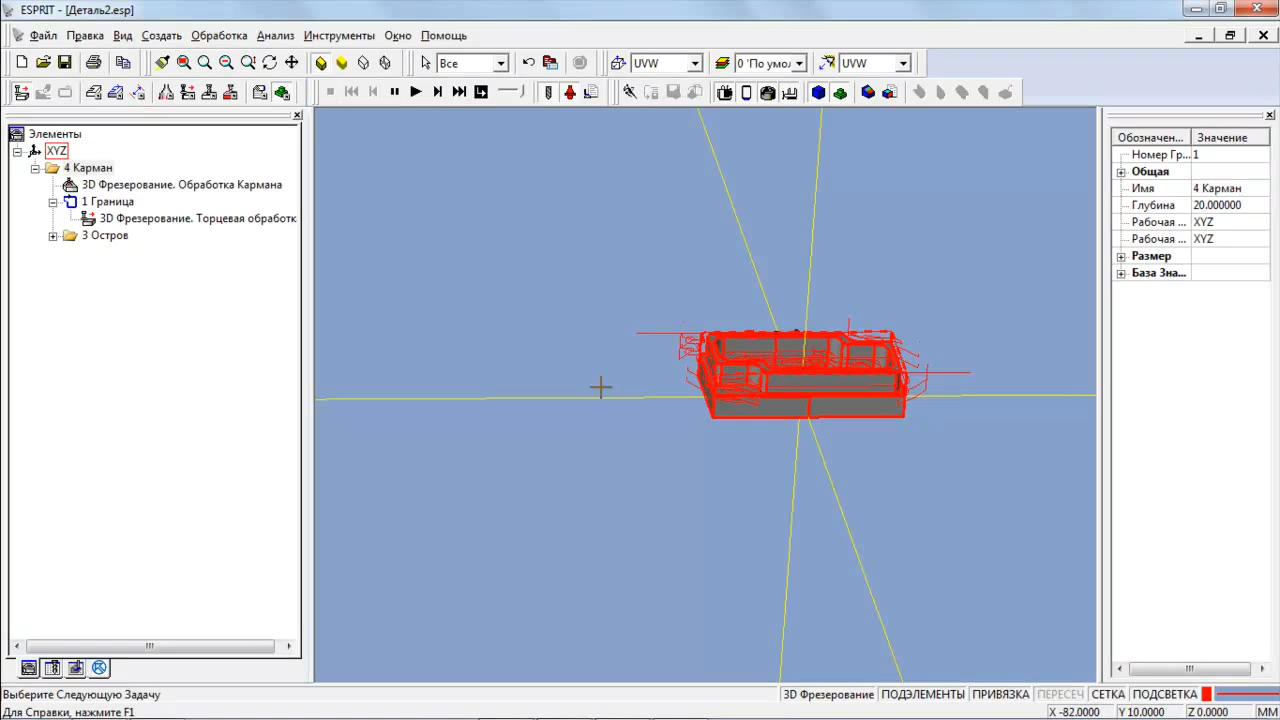 ESPRIT - [Деталь2.esp]
Файл Правка Вид Создать Обработка Анализ Инструменты Окно Помощь
Все UVW 0 'По умол UVW
Элементы
XYZ
4 Карман
3D Фрезерование. Обработка Кармана
1 Граница
3D Фрезерование. Торцевая обработк
3 Остров
Обозначен... Значение
Номер Гр... 1
Общая
Имя 4 Карман
Глубина 20.000000
Рабочая ... XYZ
Рабочая ... XYZ
Размер
База Зна...
Выберите Следующую Задачу 3D Фрезерование ПОДЭЛЕМЕНТЫ ПРИВЯЗКА ПЕРЕСЕЧ СЕТКА ПОДСВЕТКА
Для Справки, нажмите F1 X -82.0000 Y 10.0000 Z 0.0000 MM